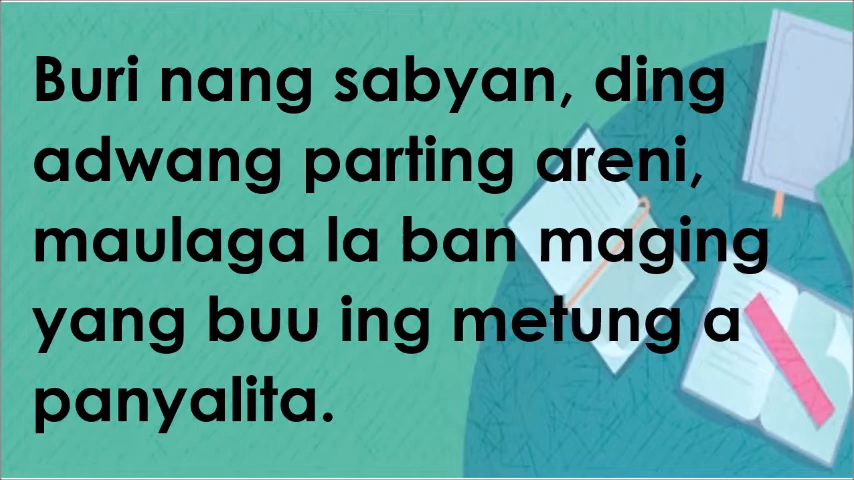 Buri nang sabyan, ding
adwang parting areni,
maulaga la ban maging
yang buu ing metung a
panyalita.